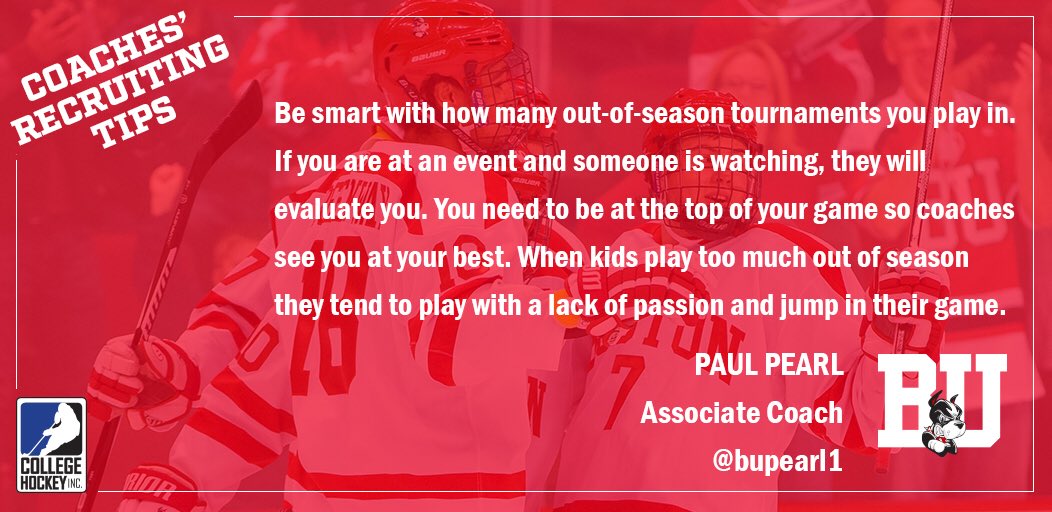 COACHES'
RECRUITING
TIPS
Be smart with how many out-of-season tournaments you play in.
If you are at an event and someone is watching, they will
evaluate you. You need to be at the top of your game so coaches
see you at your best. When kids play too much out of season
they tend to play with a lack of passion and jump in their game.
PAUL PEARL
Associate Coach
@bupearl1
BU
COLLEGE
HOCKEY INC.
BAUER
10
7